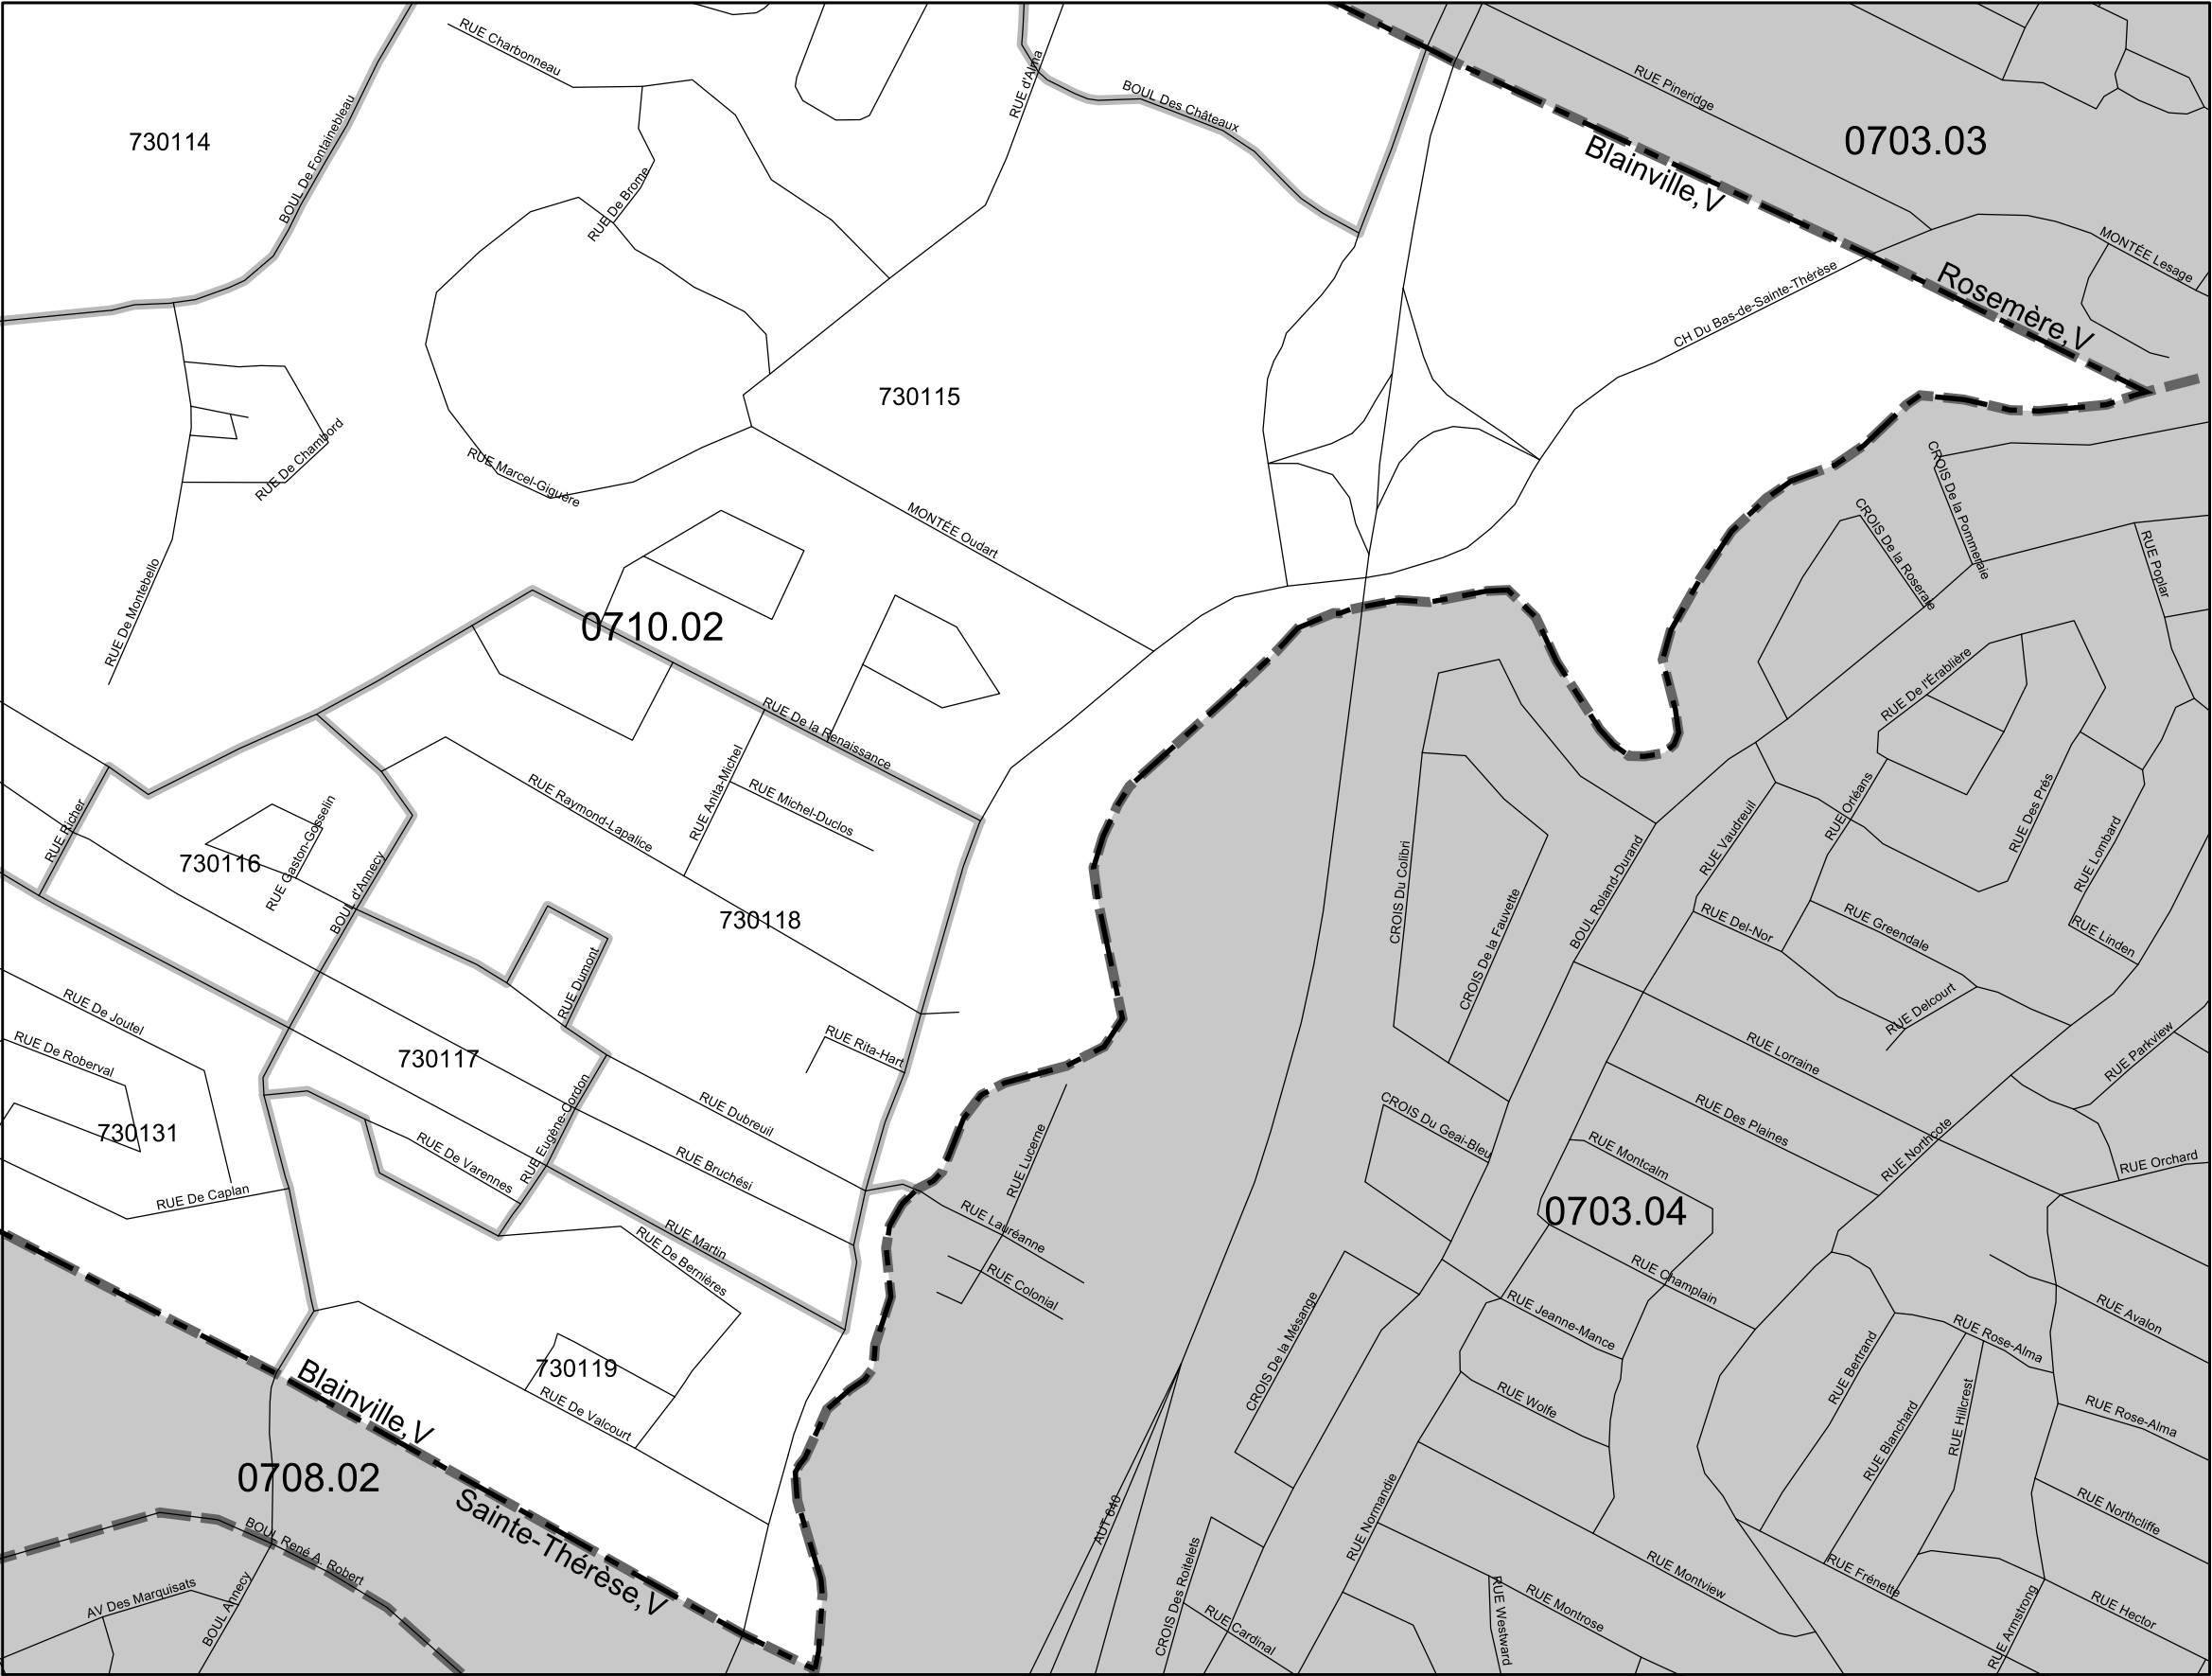 RUE Charbonneau
730114
BOUL De Fontainebleau
RUE De Brome
RUE d'Alma
BOUL Des Châteaux
RUE Pineridge
0703.03
Blainville,V
Rosemère,V
MONTÉE Lesage
CH Du Bas-de-Sainte-Thérèse
730115
RUE De Chambord
RUE Marcel-Giguère
MONTÉE Oudart
RUE De Montebello
0710.02
CROIS De la Pommeraie
CROIS De la Roseraie
RUE Poplar
RUE De l'Érablière
RUE De la Renaissance
RUE Anita-Michel
RUE Michel-Duclos
RUE Raymond-Lapalice
RUE Richer
730116
RUE Gaston-Gosselin
BOUL d'Annecy
730118
RUE Dumont
RUE De Joutel
RUE De Roberval
730131
RUE De Caplan
730117
RUE Rita-Hart
RUE Dubreuil
RUE Bruchési
RUE Eugène-Cordon
RUE De Varennes
RUE Martin
RUE De Bernières
730119
RUE De Valcourt
RUE Lucerne
RUE Lauréanne
RUE Colonial
CROIS Du Colibri
CROIS De la Fauvette
BOUL Roland-Durand
RUE Vaudreuil
RUE Orléans
RUE Des Prés
RUE Lombard
RUE Linden
RUE Del-Nor
RUE Greendale
RUE Delcourt
RUE Lorraine
RUE Parkview
RUE Des Plaines
RUE Northcote
RUE Orchard
CROIS Du Geai-Bleu
RUE Montcalm
0703.04
RUE Champlain
RUE Jeanne-Mance
CROIS De la Mésange
RUE Wolfe
RUE Bertrand
RUE Blanchard
RUE Hillcrest
RUE Rose-Alma
RUE Avalon
RUE Rose-Alma
RUE Northcliffe
RUE Hector
RUE Armstrong
RUE Frénette
RUE Montview
RUE Montrose
RUE Westward
RUE Normandie
AUT 640
CROIS Des Roitelets
RUE Cardinal
Blainville,V
Sainte-Thérèse,V
0708.02
BOUL René A. Robert
AV Des Marquisats
BOUL Annecy